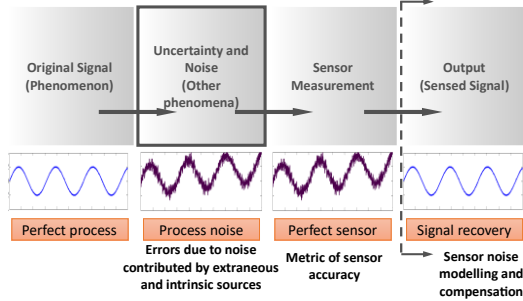 Original Signal
(Phenomenon)
Uncertainty and
Noise
(Other
phenomena)
Sensor
Measurement
Output
(Sensed Signal)
Perfect process
Process noise
Perfect sensor
Signal recovery
Errors due to noise
contributed by extraneous
and intrinsic sources
Metric of sensor
accuracy
Sensor noise
modelling and
compensation